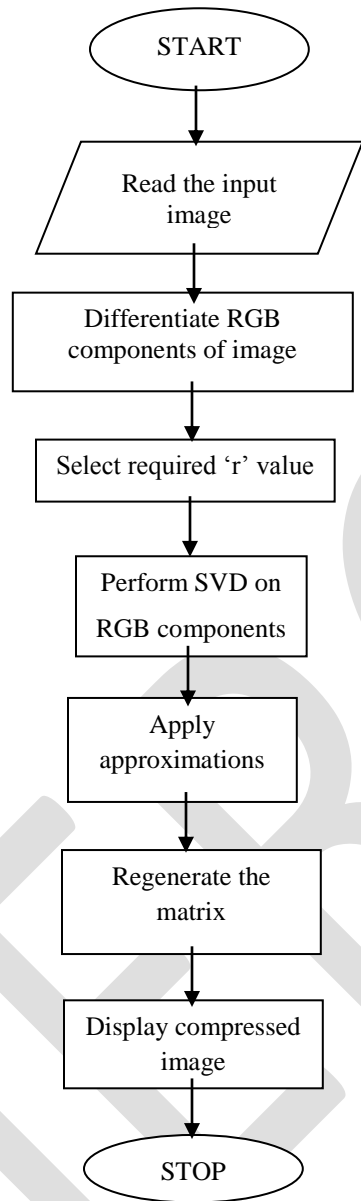 START
Read the input
image
Differentiate RGB
components of image
Select required ‘r’ value
Perform SVD on
RGB components
Apply
approximations
Regenerate the
matrix
Display compressed
image
STOP